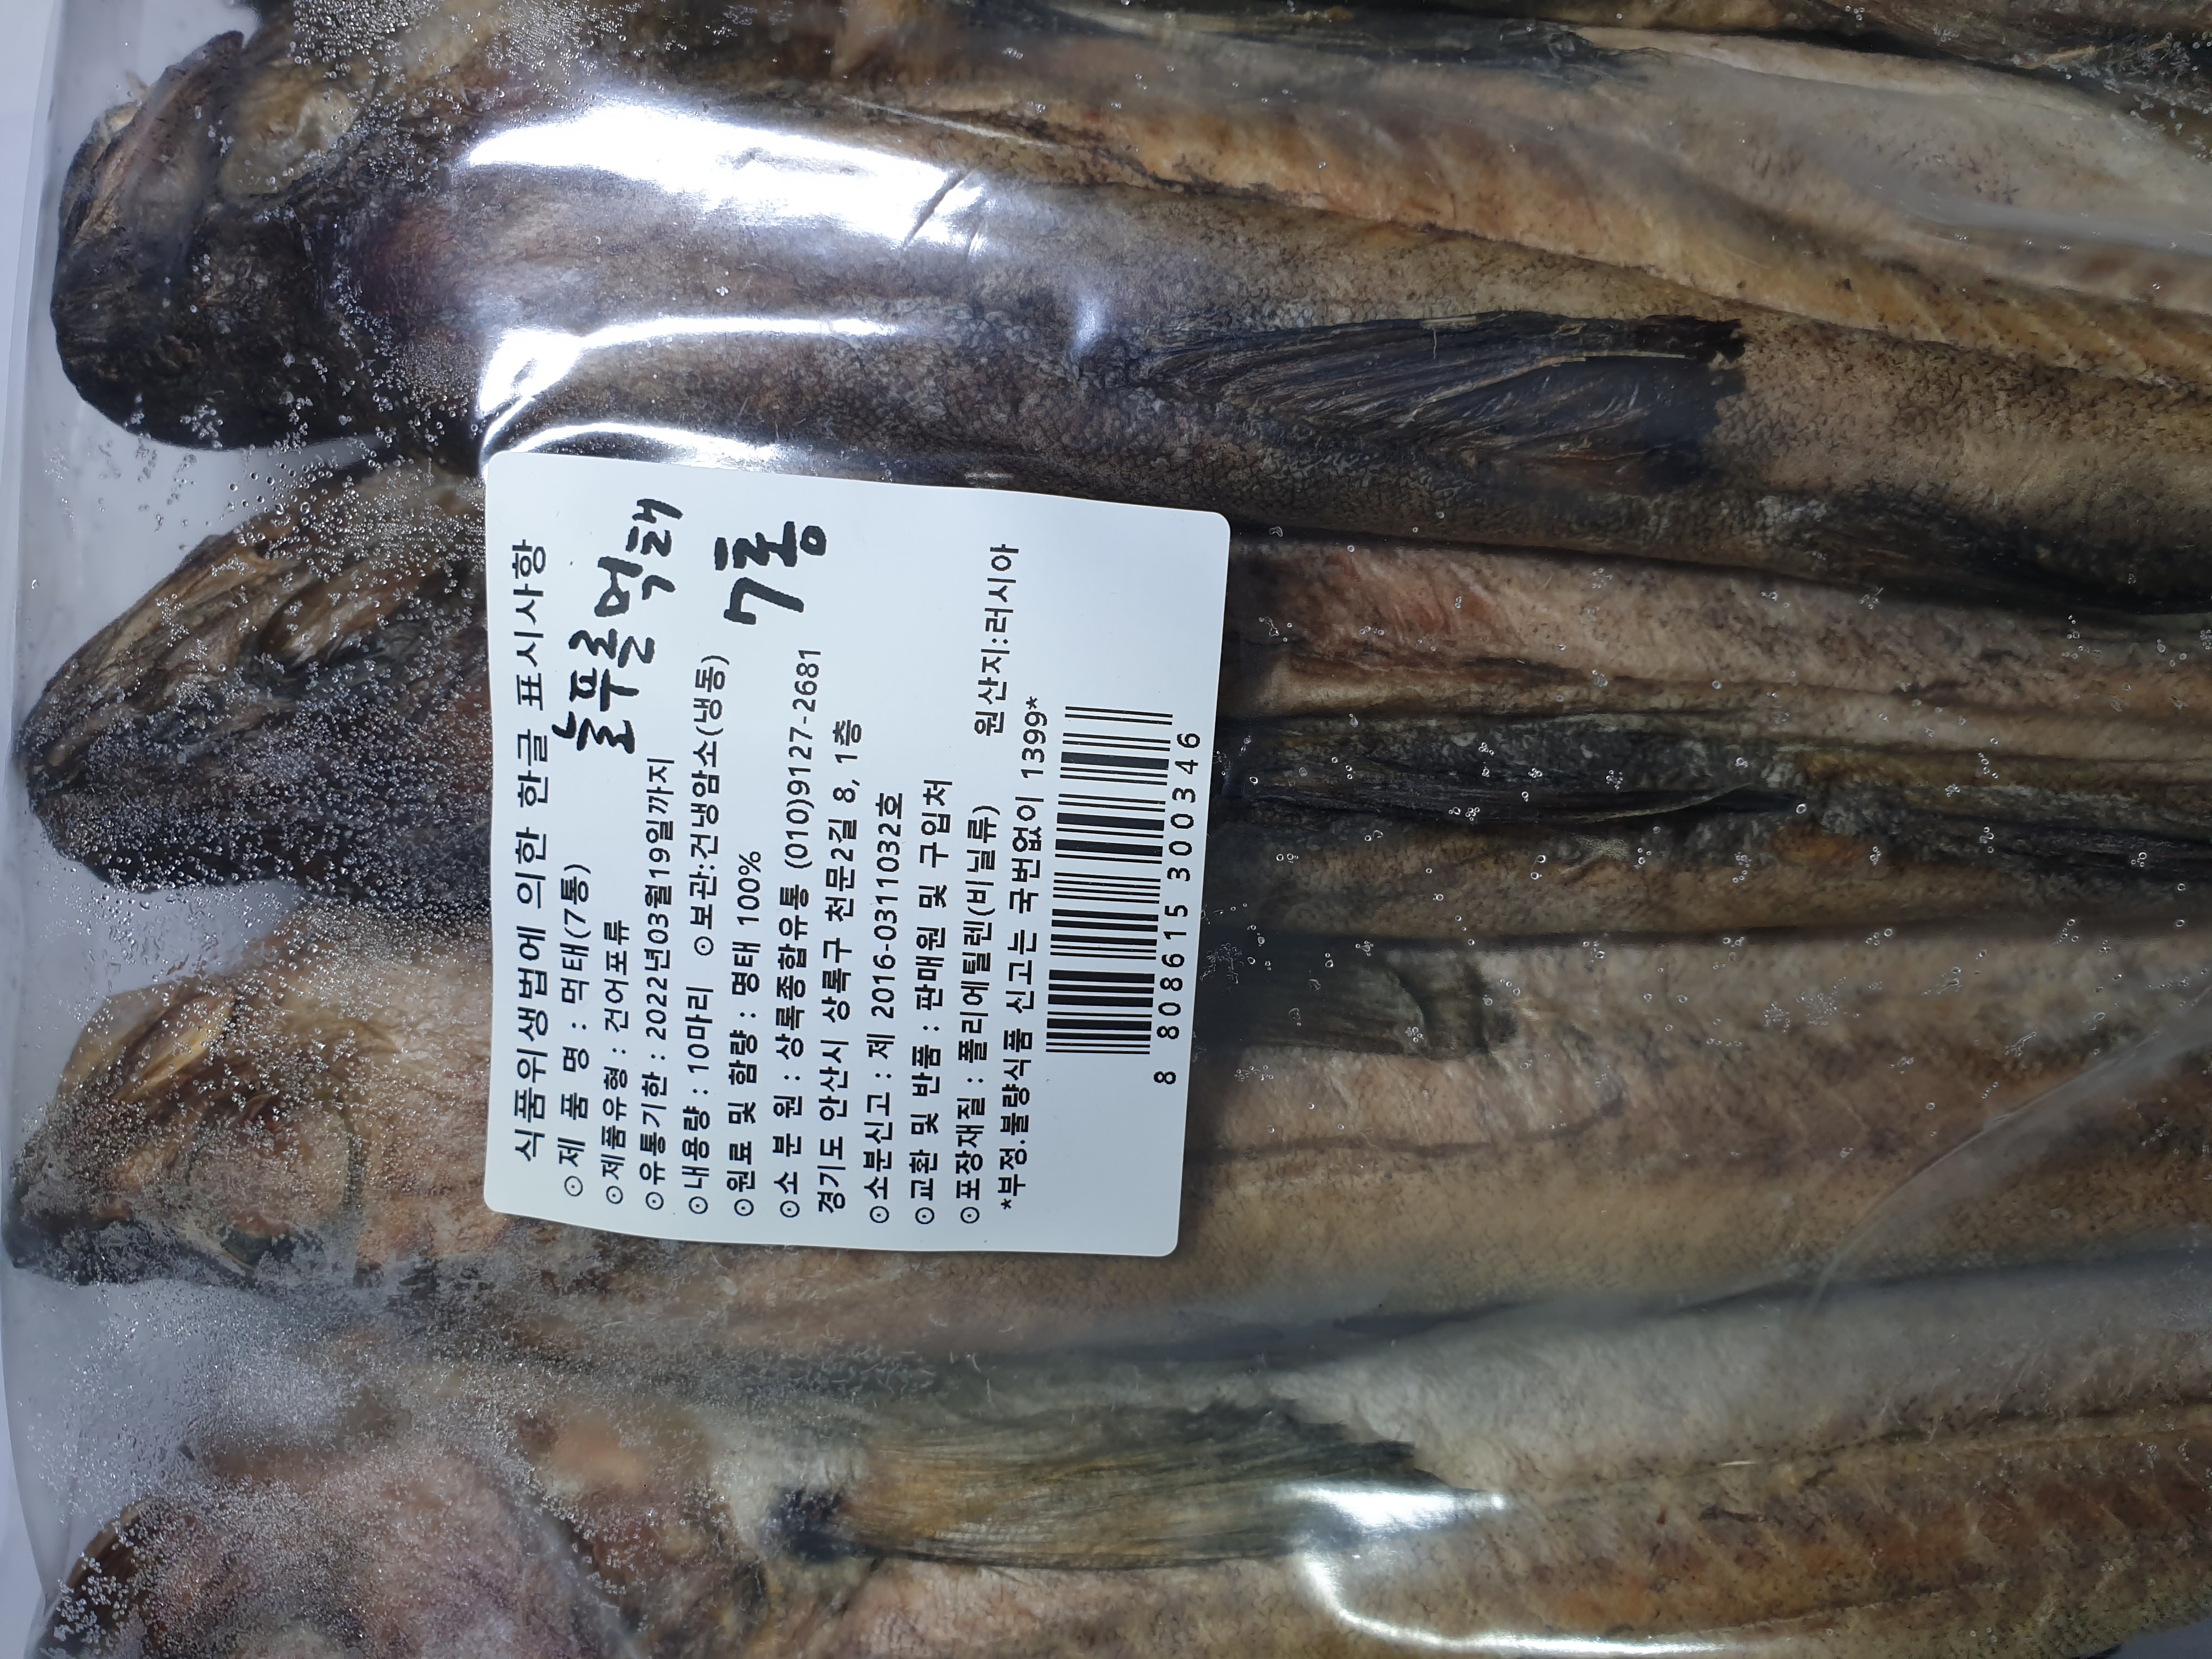 식품위생법에 의한 한글 표시사항
⊙제 품 명 : 먹태(7통)
늘푸른먹태
7통
⊙제품유형 : 건어포류
⊙유통기한 : 2022년03월19일까지
⊙내용량 : 10마리 ⊙보관:건냉암소(냉동)
⊙원료 및 함량 : 명태 100%
⊙소 분 원 : 상록종합유통 (010)9127-2681
경기도 안산시 상록구 천문2길 8, 1층
⊙소분신고 : 제 2016-0311032호
⊙교환 및 반품 : 판매원 및 구입처
⊙포장재질 : 폴리에틸렌(비닐류)
원산지:러시아
*부정.불량식품 신고는 국번없이 1399*
8 808615 300346